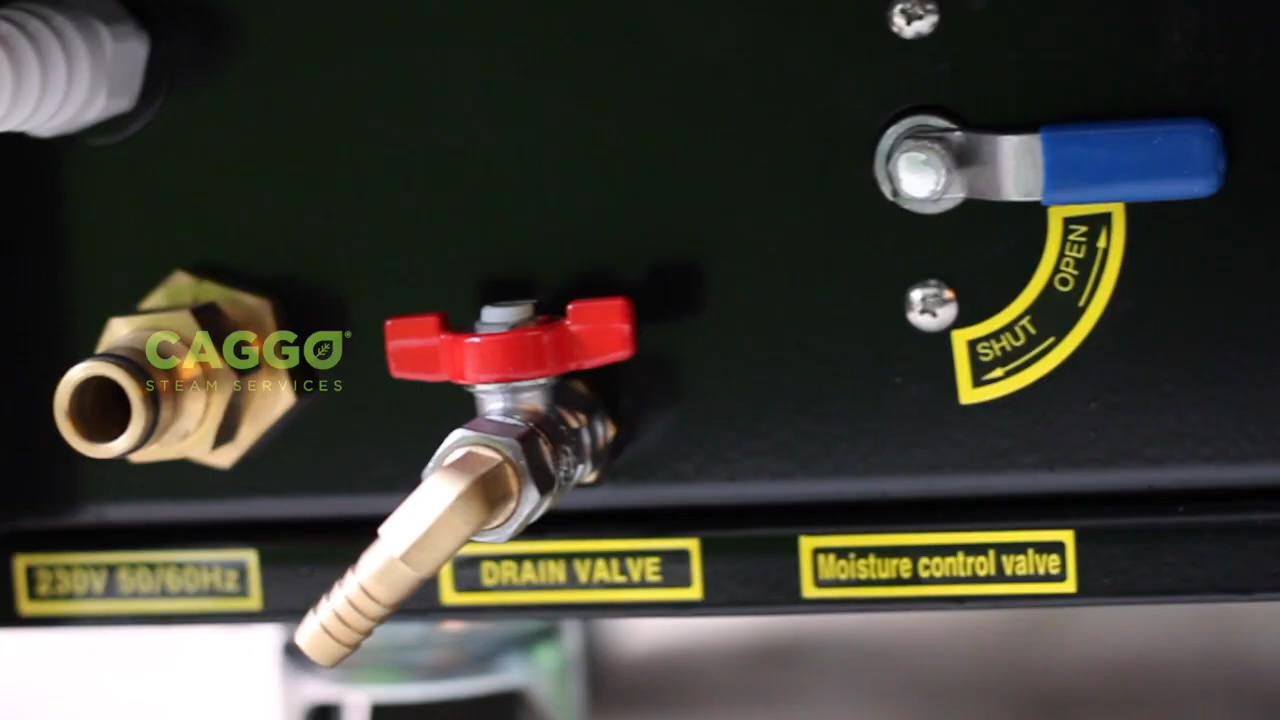 OPEN
SHUT
CAGGO®
STEAM SERVICES
230V 50/60Hz
DRAIN VALVE
Moisture control valve